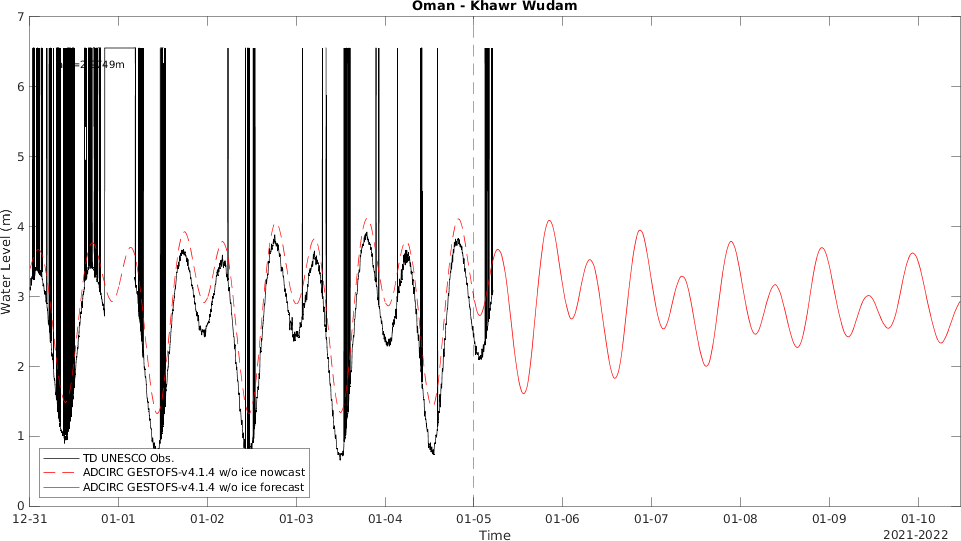 Oman - Khawr Wudam
7
6
5
4
3
2
1
0
Water Level (m)
TD UNESCO Obs.
ADCIRC GESTOFS-v4.1.4 w/o ice nowcast
ADCIRC GESTOFS-v4.1.4 w/o ice forecast
12-31 01-01 01-02 01-03 01-04 01-05 01-06 01-07 01-08 01-09 01-10
Time
2021-2022